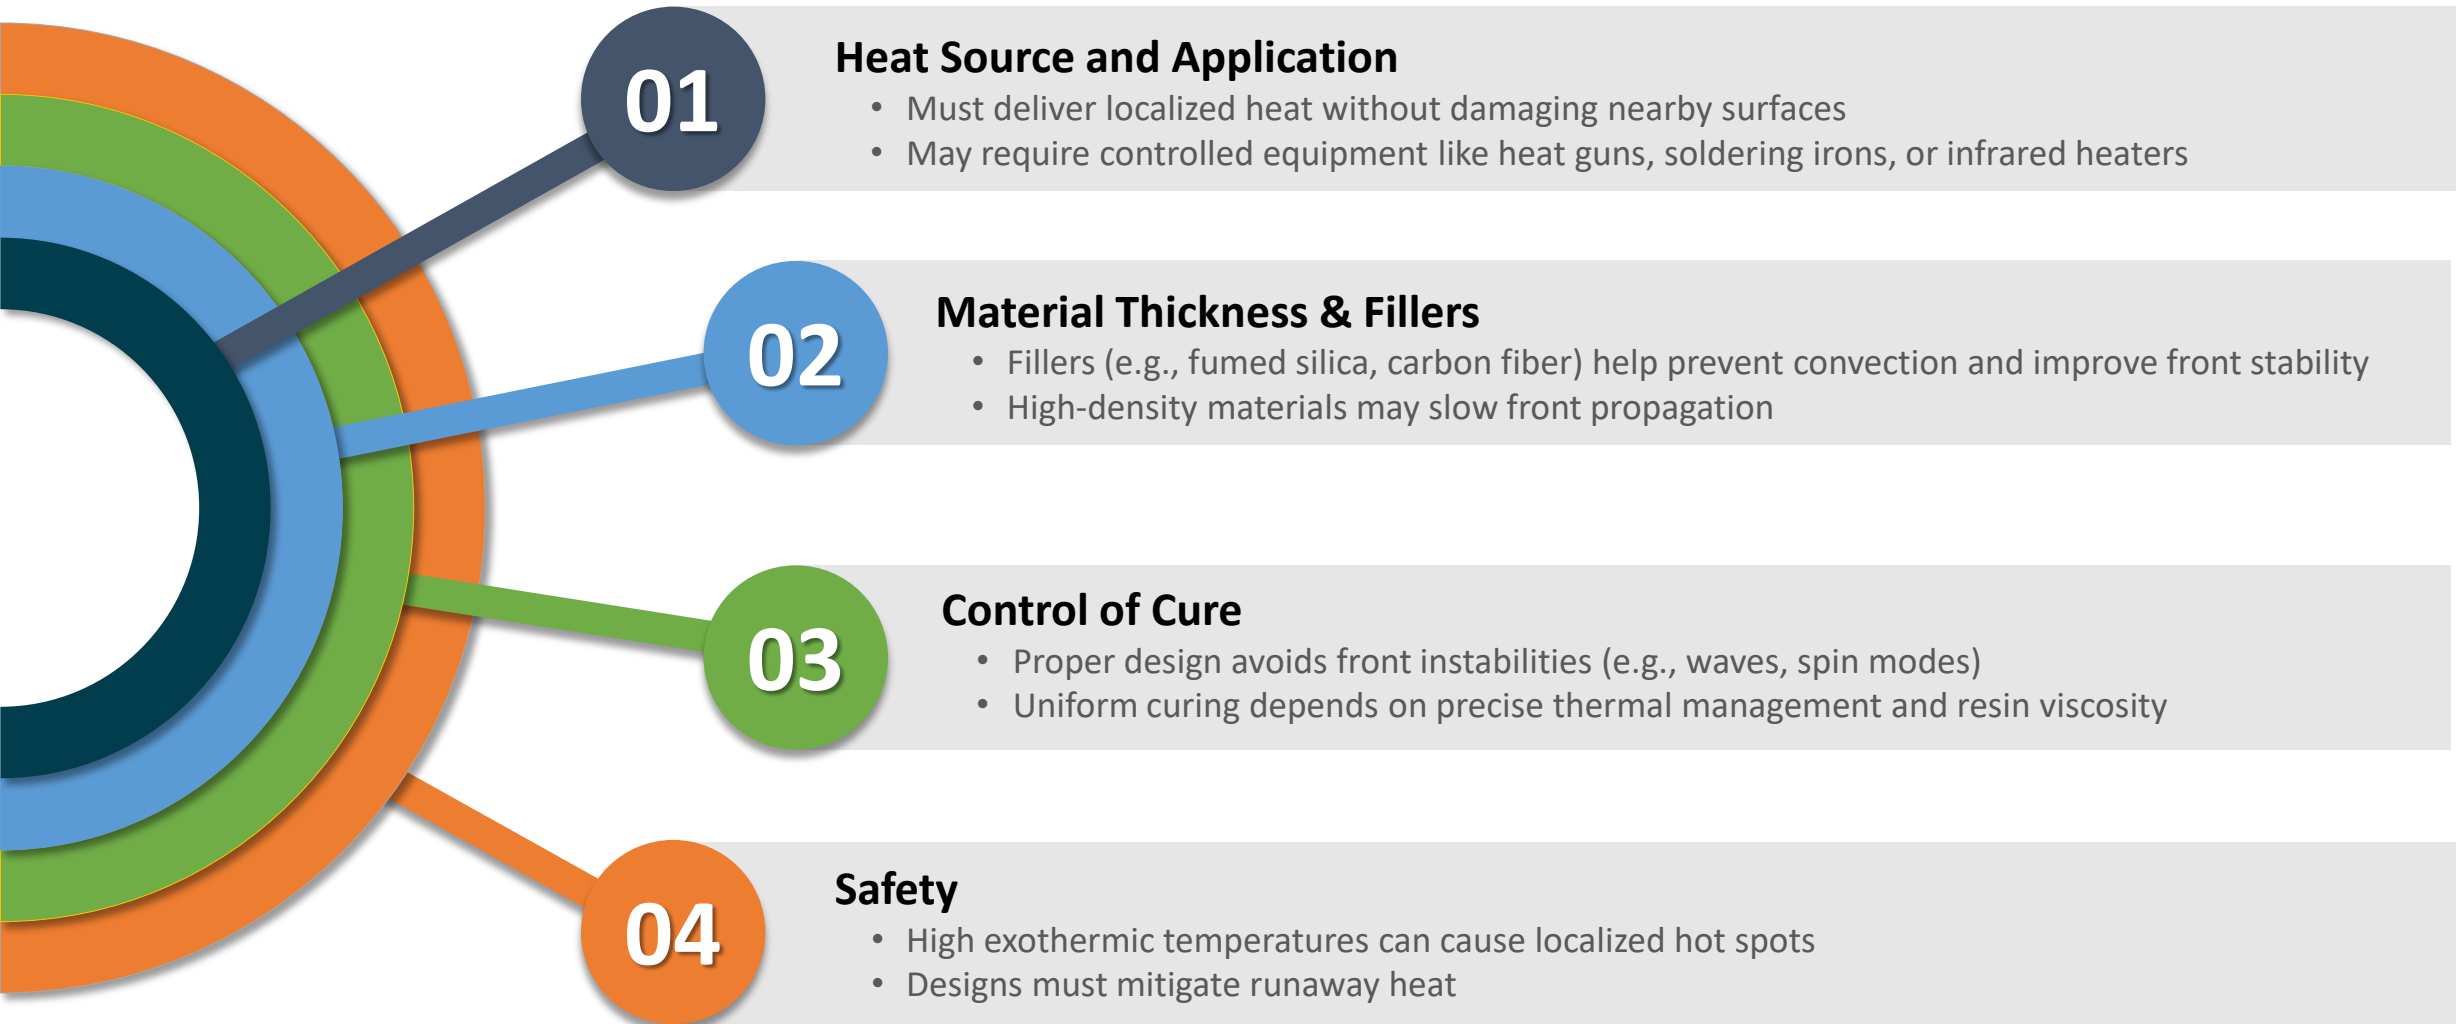 01
Heat Source and Application
• Must deliver localized heat without damaging nearby surfaces
• May require controlled equipment like heat guns, soldering irons, or infrared heaters
02
Material Thickness & Fillers
• Fillers (e.g., fumed silica, carbon fiber) help prevent convection and improve front stability
• High-density materials may slow front propagation
03
Control of Cure
• Proper design avoids front instabilities (e.g., waves, spin modes)
• Uniform curing depends on precise thermal management and resin viscosity
04
Safety
• High exothermic temperatures can cause localized hot spots
• Designs must mitigate runaway heat